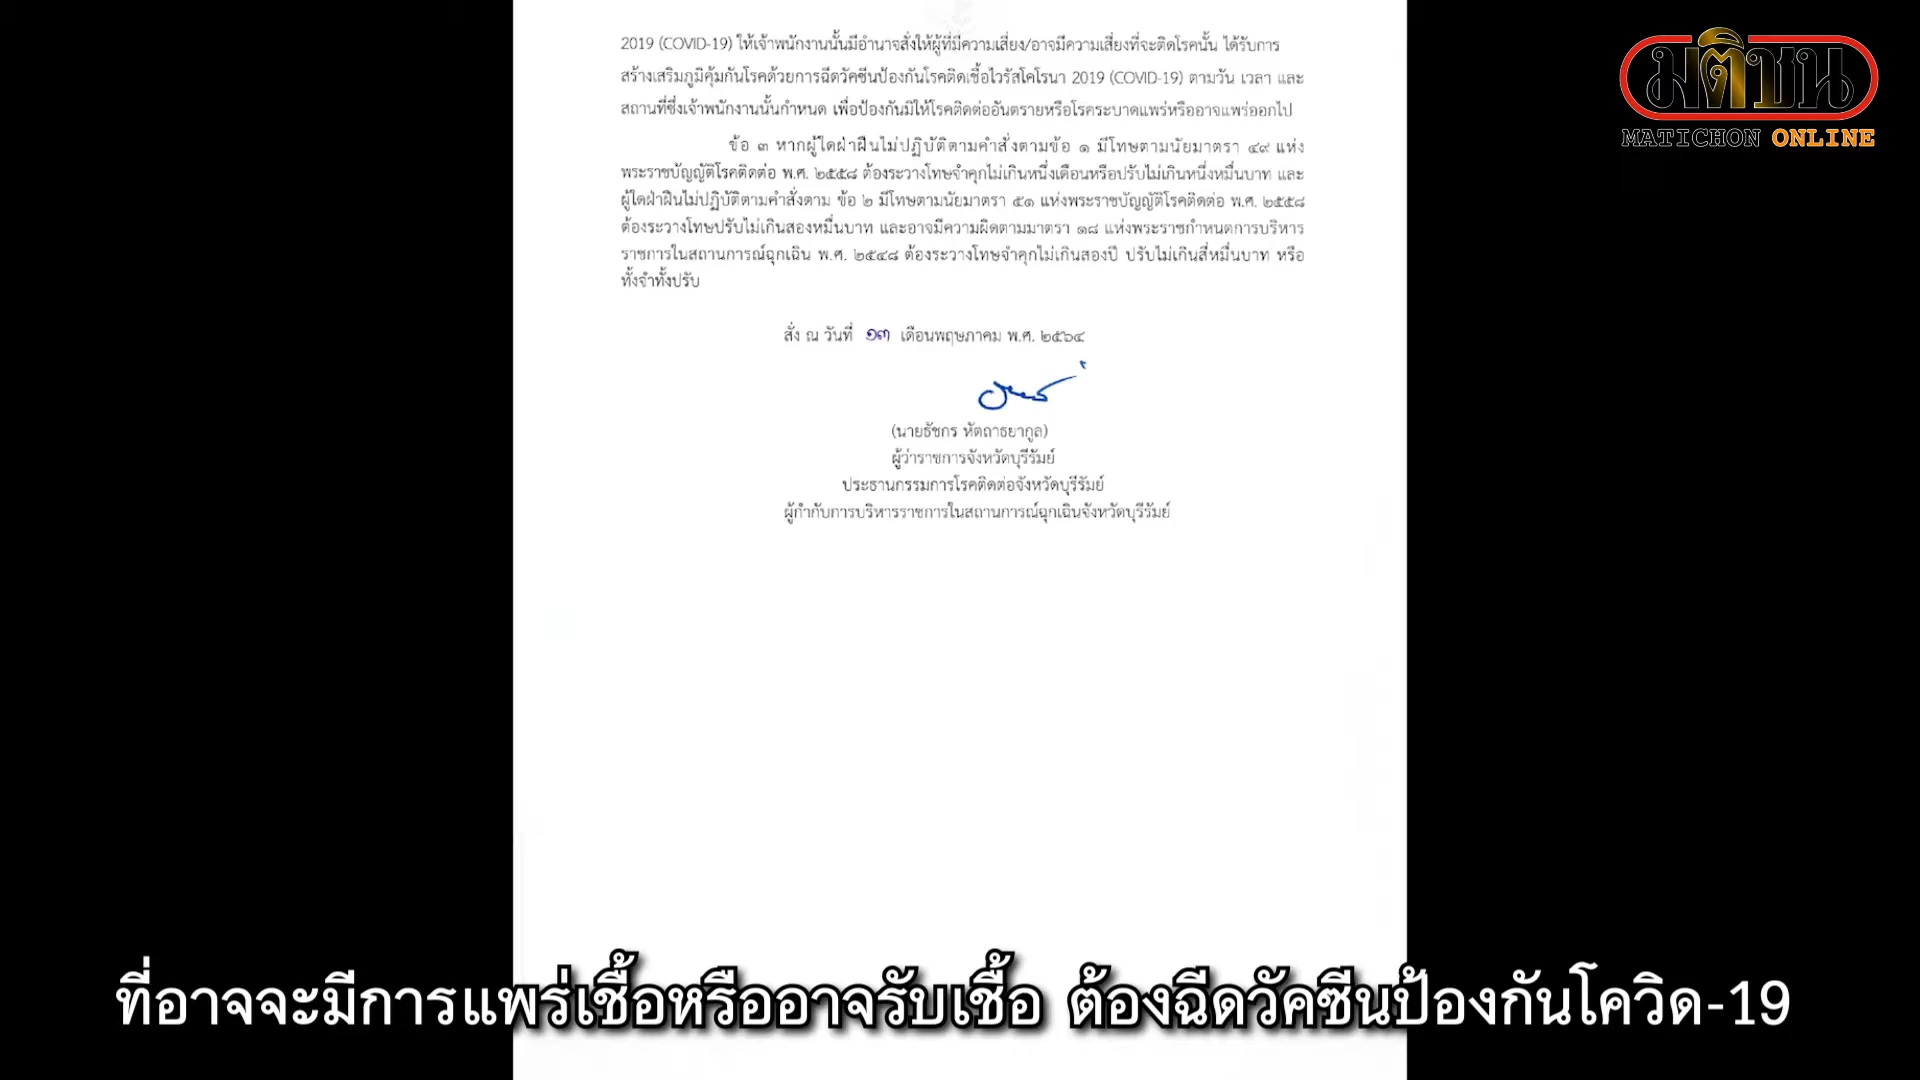 2019 (COVID-19) ให้เจ้าพนักงานนั้นมีอำนาจสั่งให้ผู้ที่มีความเสี่ยง/อาจมีความเสี่ยงที่จะติดโรคนั้น ได้รับการ
สร้างเสริมภูมิคุ้มกันโรคด้วยการฉีดวัคซีนป้องกันโรคติดเชื้อไวรัสโคโรนา 2019 (COVID-19) ตามวัน เวลา และ
สถานที่ซึ่งเจ้าพนักงานนั้นกำหนด เพื่อป้องกันมิให้โรคติดต่ออันตรายหรือโรคระบาดแพร่หรืออาจแพร่ออกไป
ข้อ ๓ หากผู้ใดฝ่าฝืนไม่ปฏิบัติตามคำสั่งตามข้อ ๑ มีโทษตามนัยมาตรา ๔๙ แห่ง
พระราชบัญญัติโรคติดต่อ พ.ศ. ๒๕๕๘ ต้องระวางโทษจำคุกไม่เกินหนึ่งเดือนหรือปรับไม่เกินหนึ่งหมื่นบาท และ
ผู้ใดฝ่าฝืนไม่ปฏิบัติตามคำสั่งตาม ข้อ ๒ มีโทษตามนัยมาตรา ๕๑ แห่งพระราชบัญญัติโรคติดต่อ พ.ศ. ๒๕๕๘
ต้องระวางโทษปรับไม่เกินสองหมื่นบาท และอาจมีความผิดตามมาตรา ๑๘ แห่งพระราชกำหนดการบริหาร
ราชการในสถานการณ์ฉุกเฉิน พ.ศ. ๒๕๔๘ ต้องระวางโทษจำคุกไม่เกินสองปี ปรับไม่เกินสี่หมื่นบาท หรือ
ทั้งจำทั้งปรับ
สั่ง ณ วันที่ ๑๓ เดือนพฤษภาคม พ.ศ. ๒๕๖๔
(นายธัชกร หัตถาธยากูล)
ผู้ว่าราชการจังหวัดบุรีรัมย์
ประธานกรรมการโรคติดต่อจังหวัดบุรีรัมย์
ผู้กำกับการบริหารราชการในสถานการณ์ฉุกเฉินจังหวัดบุรีรัมย์
มติชน
MATICHON ONLINE
ที่อาจจะมีการแพร่เชื้อหรืออาจรับเชื้อ ต้องฉีดวัคซีนป้องกันโควิด-19